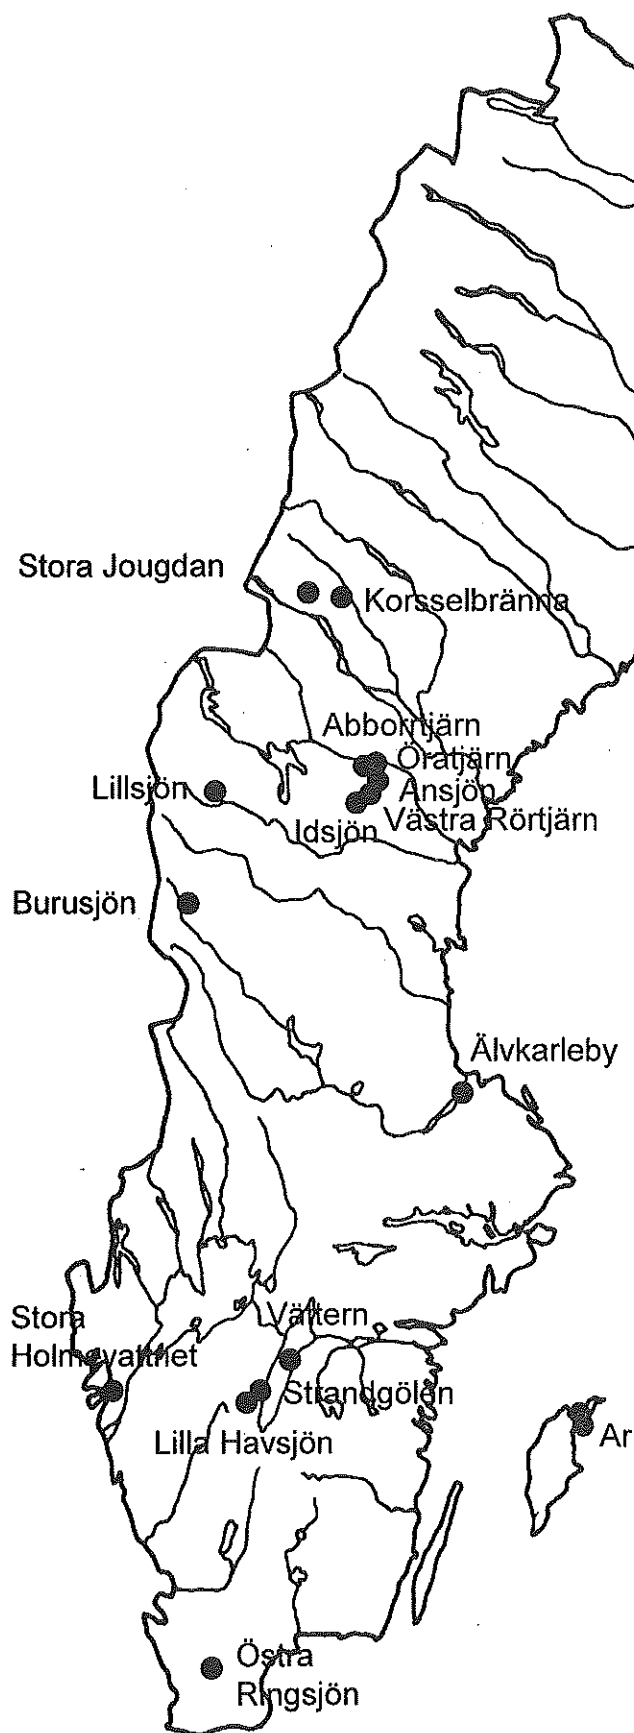 Stora Jougdan
Korsselbränna
Abborrtjärn
Öratjärn
Lillsjön
Ansjön
Västra Rörtjärn
Idsjön
Burusjön
Älvkarleby
Vättern
Stora
Holmevattnet
Strandgölen
Lilla Havsjön
Ar
Östra
Ringsjön